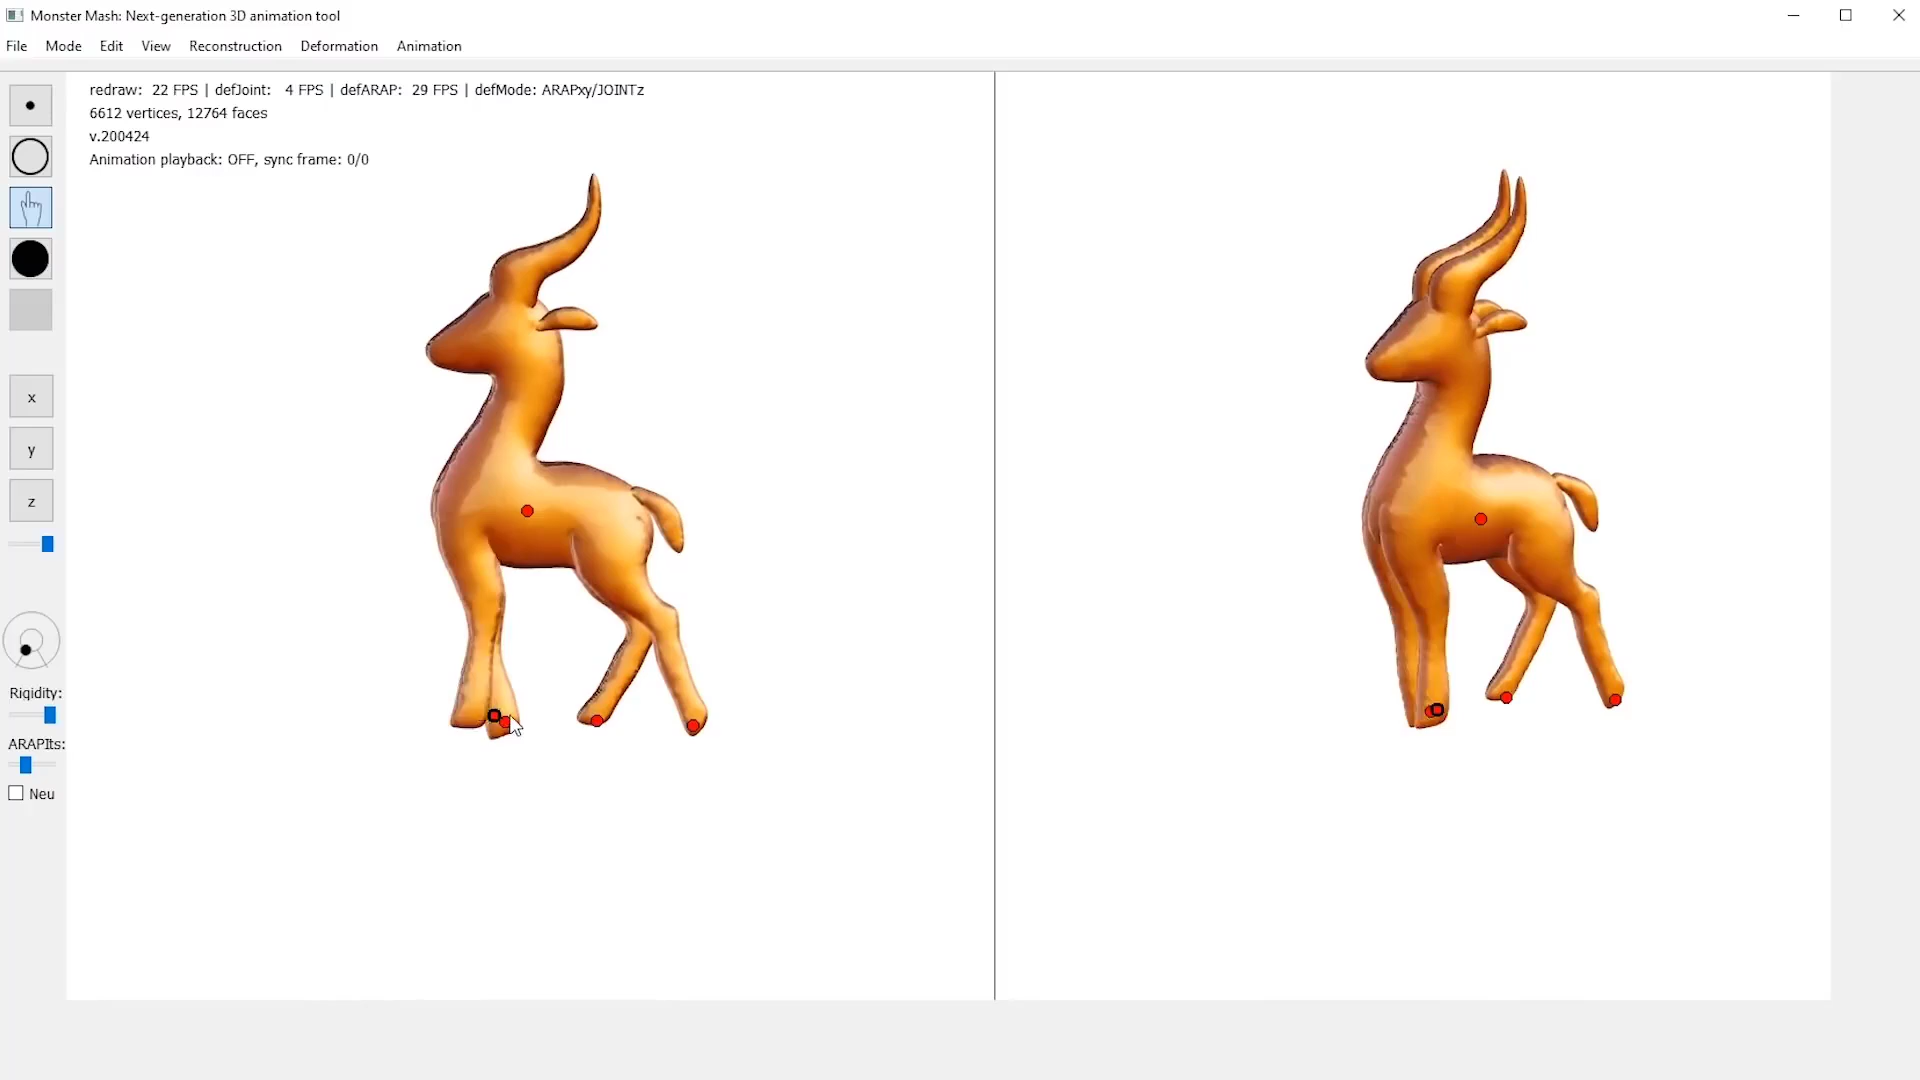 Monster Mash: Next-generation 3D animation tool
File Mode Edit View Reconstruction Deformation Animation
redraw: 22 FPS | defJoint: 4 FPS | defARAP: 29 FPS | defMode: ARAPxy/JOINTz
6612 vertices, 12764 faces
v.200424
Animation playback: OFF, sync frame: 0/0
x
y
z
Rigidity:
ARAPIts:
Neu